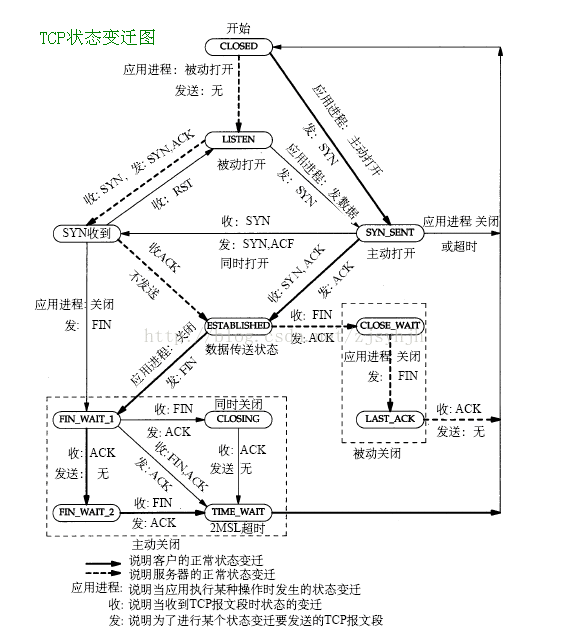 TCP状态变迁图
开始
CLOSED
应用进程：被动打开
发送：无
应用进程：主动打开
发：SYN
LISTEN
被动打开
收: SYN，发: SYN,ACK
收：RST
应用进程：发数据
发：SYN
SYN收到
收：SYN
发：SYN,ACF
同时打开
SYN_SENT
主动打开
应用进程 关闭
或超时
收ACK
不发送
收: SYN, ACK
发：ACK
应用进程: 关闭
发: FIN
ESTABLISHED
数据传送状态
收: FIN
发: ACK
CLOSE_WAIT
应用进程 关闭
发: FIN
LAST_ACK
收: ACK
发送: 无
被动关闭
应用进程: 关闭
发: FIN
FIN_WAIT_1
收: FIN
发: ACK
同时关闭
CLOSING
收: ACK
发送: 无
收: FIN,ACK
发: ACK
收: ACK
发送 无
FIN_WAIT_2
收: FIN
发: ACK
TIME_WAIT
2MSL超时
主动关闭
说明客户的正常状态变迁
说明服务器的正常状态变迁
应用进程: 说明当应用执行某种操作时发生的状态变迁
收: 说明当收到TCP报文段时状态的变迁
发: 说明为了进行某个状态变迁要发送的TCP报文段